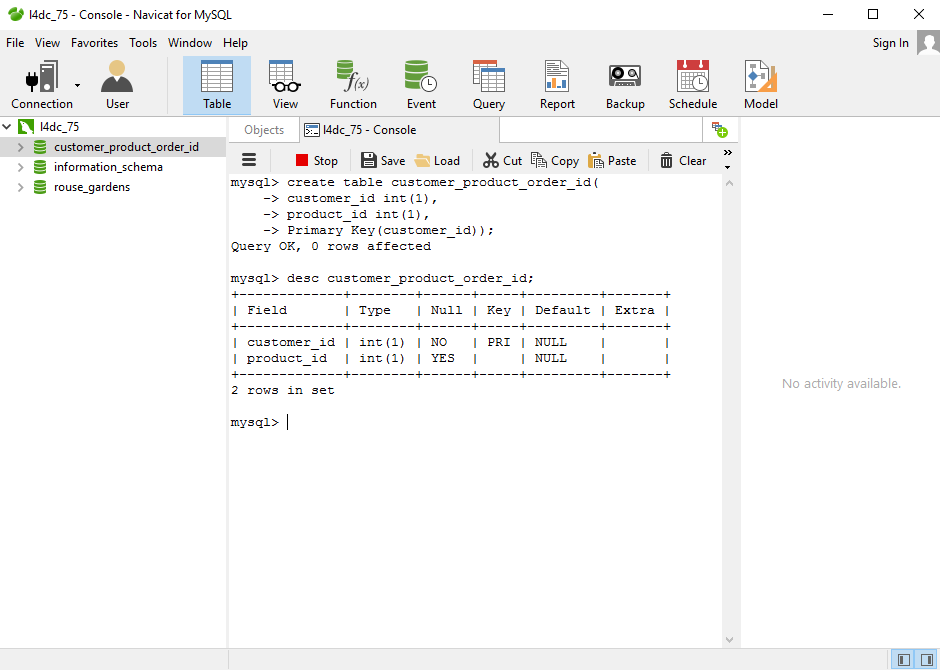 l4dc_75 - Console - Navicat for MySQL
File View Favorites Tools Window Help Sign In
Connection User Table View Function Event Query Report Backup Schedule Model
l4dc_75
customer_product_order_id
information_schema
rouse_gardens
Objects l4dc_75 - Console
Stop Save Load Cut Copy Paste Clear
mysql> create table customer_product_order_id(
    -> customer_id int(1),
    -> product_id int(1),
    -> Primary Key(customer_id));
Query OK, 0 rows affected
mysql> desc customer_product_order_id;
+-------------+--------+------+-----+---------+-------+
| Field       | Type   | Null | Key | Default | Extra |
+-------------+--------+------+-----+---------+-------+
| customer_id | int(1) | NO   | PRI | NULL    |       |
| product_id  | int(1) | YES  |     | NULL    |       |
+-------------+--------+------+-----+---------+-------+
2 rows in set
mysql>
No activity available.